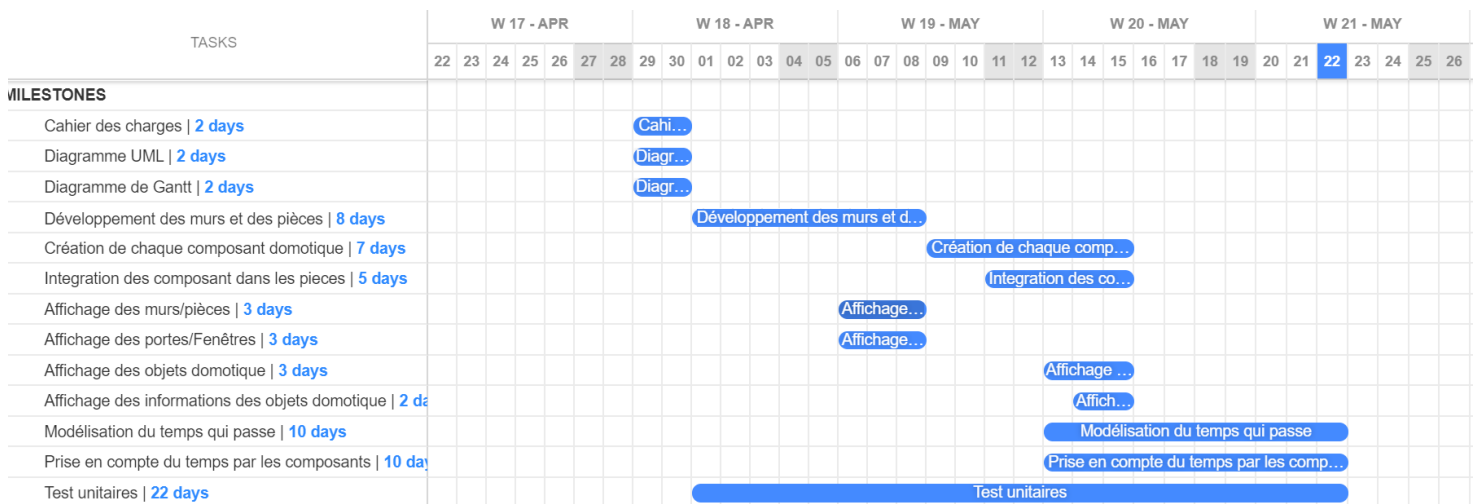 W 17 - APR W 18 - APR W 19 - MAY W 20 - MAY W 21 - MAY
TASKS
22 23 24 25 26 27 28 29 30 01 02 03 04 05 06 07 08 09 10 11 12 13 14 15 16 17 18 19 20 21 22 23 24 25 26
MILESTONES
Cahier des charges | 2 days Cahi...
Diagramme UML | 2 days Diagr...
Diagramme de Gantt | 2 days Diagr...
Développement des murs et des pièces | 8 days Développement des murs et d...
Création de chaque composant domotique | 7 days Création de chaque comp...
Integration des composant dans les pieces | 5 days Integration des co...
Affichage des murs/pièces | 3 days Affichage...
Affichage des portes/Fenêtres | 3 days Affichage...
Affichage des objets domotique | 3 days Affichage ...
Affichage des informations des objets domotique | 2 da Affich...
Modélisation du temps qui passe | 10 days Modélisation du temps qui passe
Prise en compte du temps par les composants | 10 day Prise en compte du temps par les comp...
Test unitaires | 22 days Test unitaires